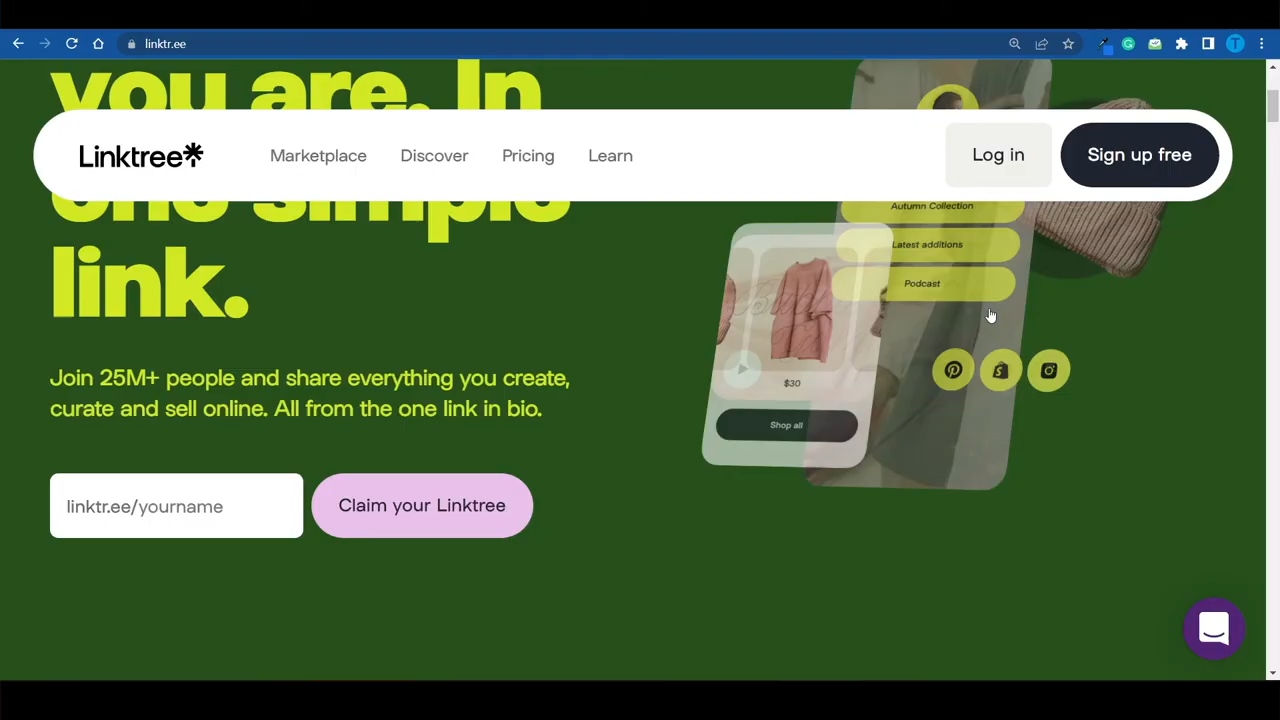 linktr.ee
you are. In
Linktree
Marketplace
Discover
Pricing
Learn
Log in
Sign up free
one simple
link.
Join 25M+ people and share everything you create,
curate and sell online. All from the one link in bio.
linktr.ee/yourname
Claim your Linktree
Autumn Collection
Latest additions
Podcast
$30
Shop all
T